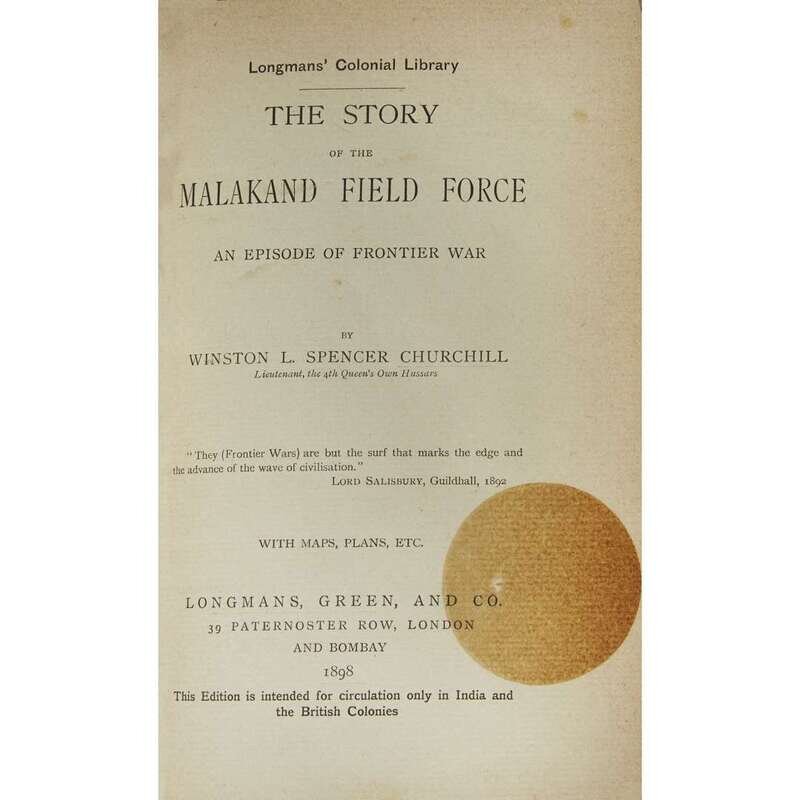 Longmans' Colonial Library
THE STORY
OF THE
MALAKAND FIELD FORCE
AN EPISODE OF FRONTIER WAR
BY
WINSTON L. SPENCER CHURCHILL
Lieutenant, the 4th Queen's Own Hussars
"They (Frontier Wars) are but the surf that marks the edge and
the advance of the wave of civilisation."
LORD SALISBURY, Guildhall, 1892
WITH MAPS, PLANS, ETC.
LONGMANS, GREEN, AND CO.
39 PATERNOSTER ROW, LONDON
AND BOMBAY
1898
This Edition is intended for circulation only in India and
the British Colonies